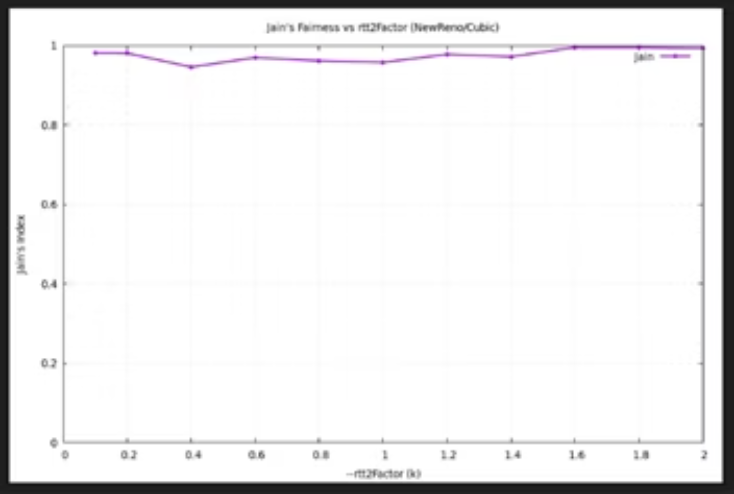 Jain's Fairness vs rtt2Factor (NewReno/Cubic)
1
Jain
0.8
0.6
0.4
0.2
0
Jain's Index
0 0.2 0.4 0.6 0.8 1 1.2 1.4 1.6 1.8 2
--rtt2Factor (k)